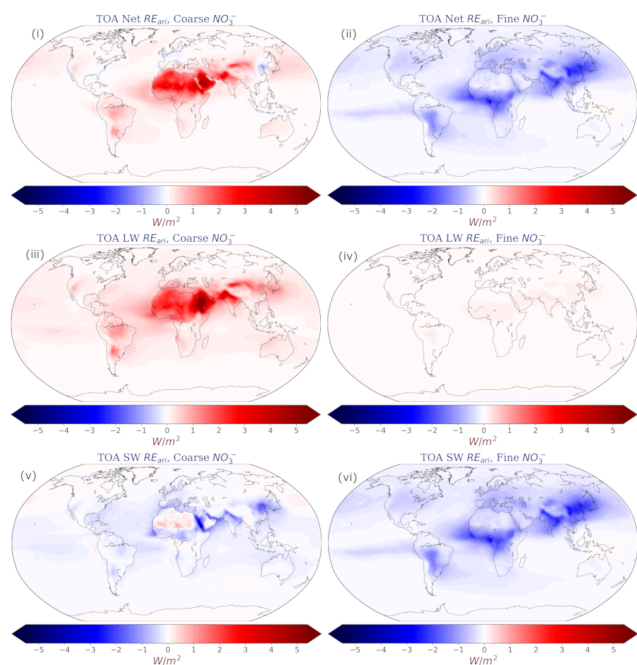 TOA Net RE_ari, Coarse NO₃⁻
TOA Net RE_ari, Fine NO₃⁻
(i)
(ii)
−5 −4 −3 −2 −1 0 1 2 3 4 5
−5 −4 −3 −2 −1 0 1 2 3 4 5
W/m²
W/m²
TOA LW RE_ari, Coarse NO₃⁻
TOA LW RE_ari, Fine NO₃⁻
(iii)
(iv)
−5 −4 −3 −2 −1 0 1 2 3 4 5
−5 −4 −3 −2 −1 0 1 2 3 4 5
W/m²
W/m²
TOA SW RE_ari, Coarse NO₃⁻
TOA SW RE_ari, Fine NO₃⁻
(v)
(vi)
−5 −4 −3 −2 −1 0 1 2 3 4 5
−5 −4 −3 −2 −1 0 1 2 3 4 5
W/m²
W/m²